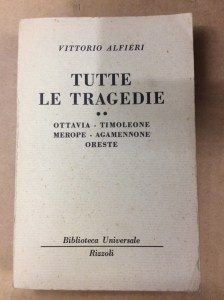 VITTORIO ALFIERI
TUTTE
LE TRAGEDIE
••
OTTAVIA - TIMOLEONE
MEROPE - AGAMENNONE
ORESTE
Biblioteca Universale
Rizzoli